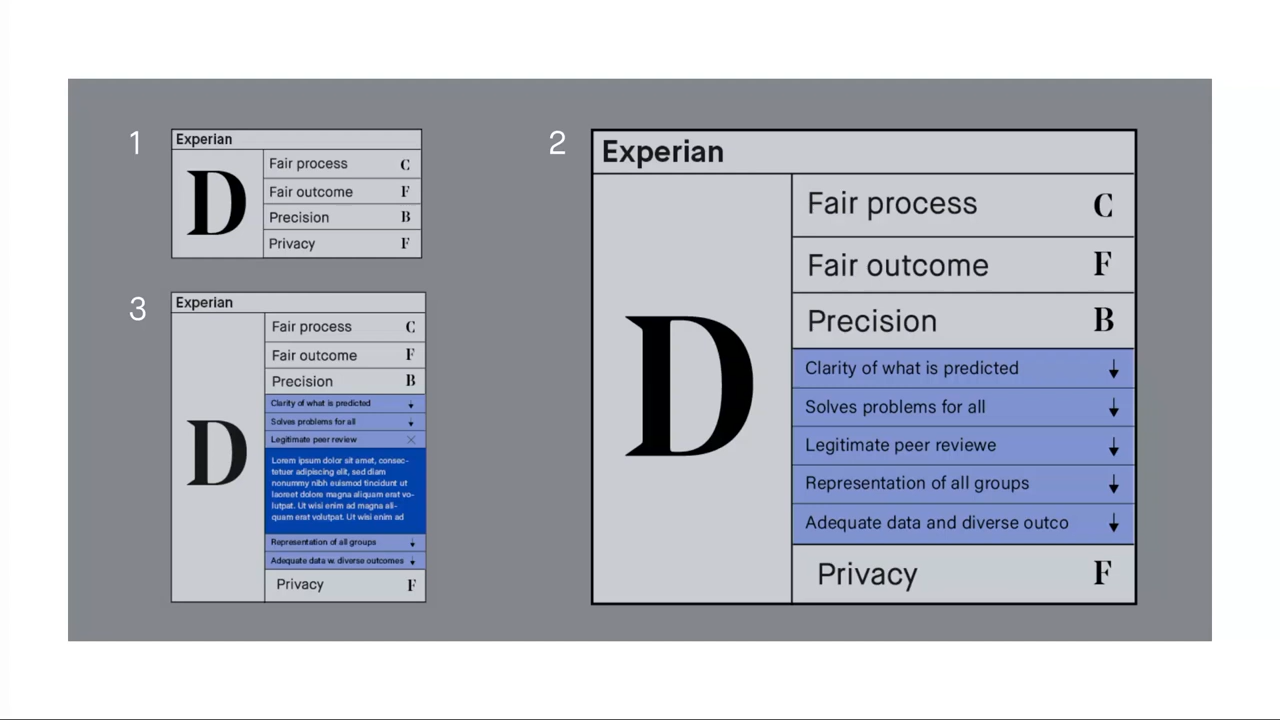 1
Experian
D
Fair process C
Fair outcome F
Precision B
Privacy F
2
Experian
D
Fair process C
Fair outcome F
Precision B
Clarity of what is predicted
Solves problems for all
Legitimate peer reviewe
Representation of all groups
Adequate data and diverse outco
Privacy F
3
Experian
D
Fair process C
Fair outcome F
Precision B
Clarity of what is predicted
Solves problems for all
Legitimate peer review
Lorem ipsum dolor sit amet, consec-
tetuer adipiscing elit, sed diam
nonummy nibh euismod tincidunt ut
laoreet dolore magna aliquam erat vo-
lutpat. Ut wisi enim ad magna ali-
quam erat volutpat. Ut wisi enim ad
Representation of all groups
Adequate data w. diverse outcomes
Privacy F